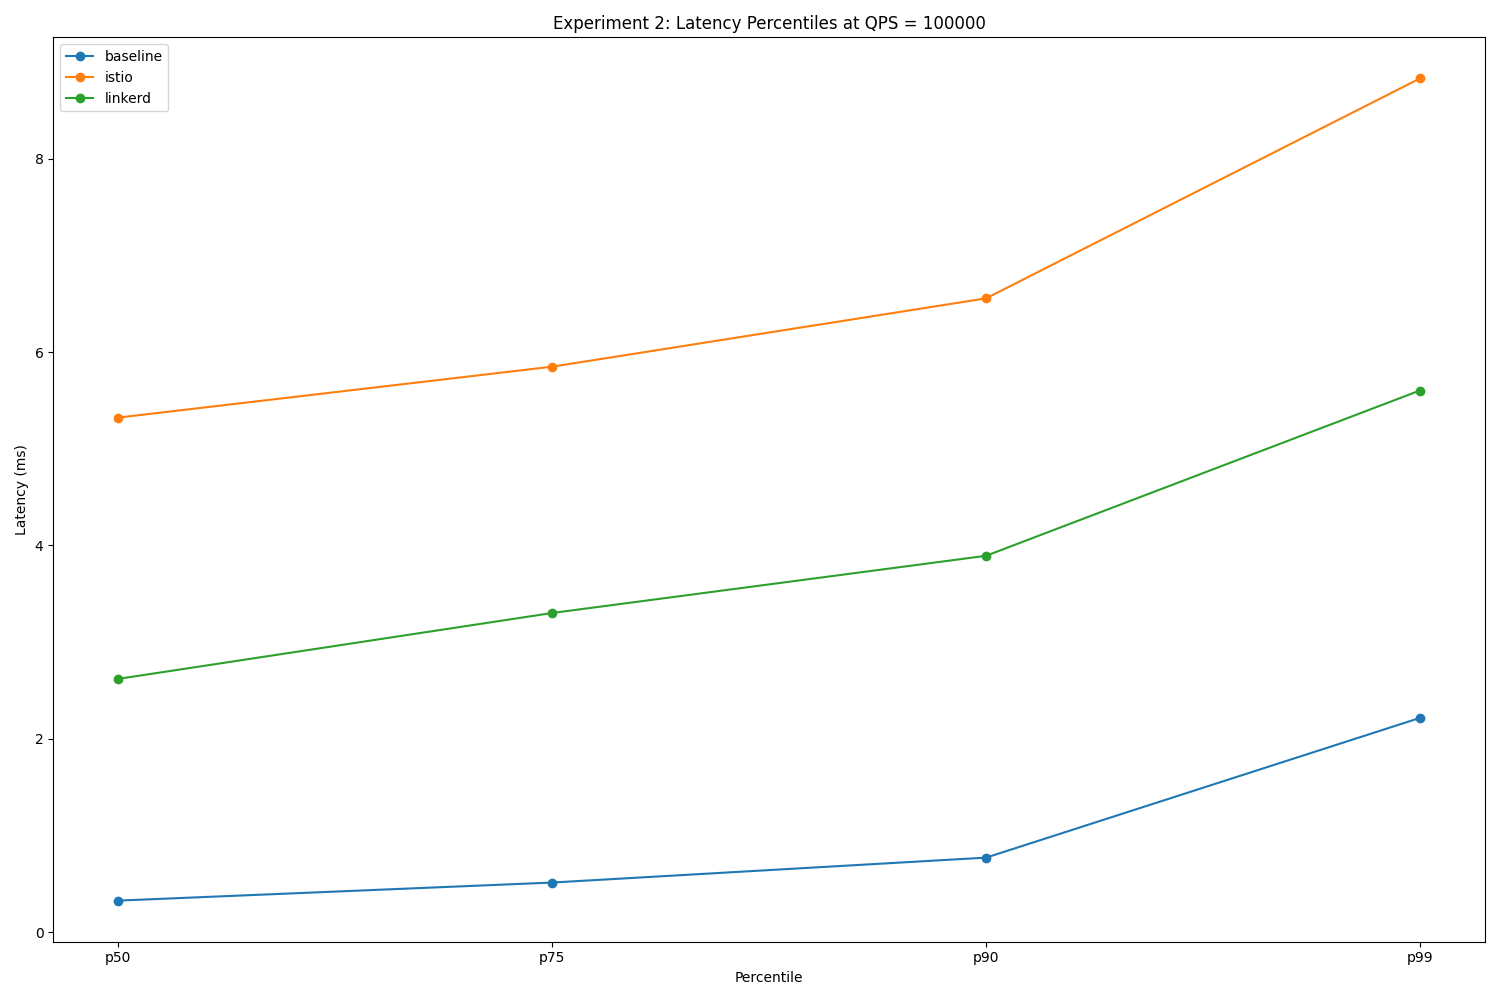 Experiment 2: Latency Percentiles at QPS = 100000
baseline
istio
linkerd
8
6
4
2
0
Latency (ms)
p50 p75 p90 p99
Percentile